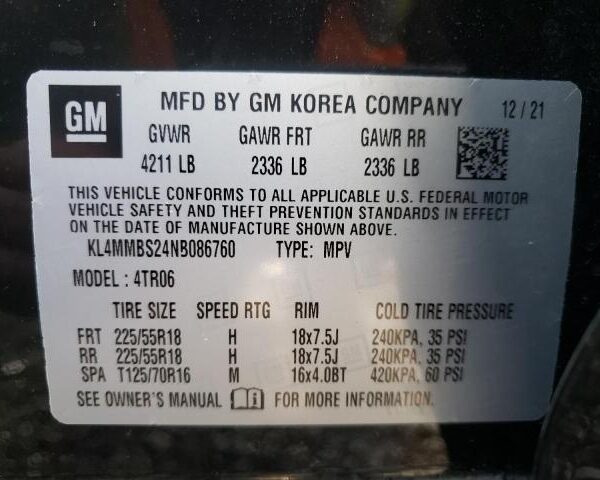 GM
MFD BY GM KOREA COMPANY 12/21
GVWR GAWR FRT GAWR RR
4211 LB 2336 LB 2336 LB
THIS VEHICLE CONFORMS TO ALL APPLICABLE U.S. FEDERAL MOTOR
VEHICLE SAFETY AND THEFT PREVENTION STANDARDS IN EFFECT
ON THE DATE OF MANUFACTURE SHOWN ABOVE.
KL4MMBS24NB086760 TYPE: MPV
MODEL: 4TR06
TIRE SIZE SPEED RTG RIM COLD TIRE PRESSURE
FRT 225/55R18 H 18x7.5J 240KPA, 35 PSI
RR 225/55R18 H 18x7.5J 240KPA, 35 PSI
SPA T125/70R16 M 16x4.0BT 420KPA, 60 PSI
SEE OWNER'S MANUAL FOR MORE INFORMATION.